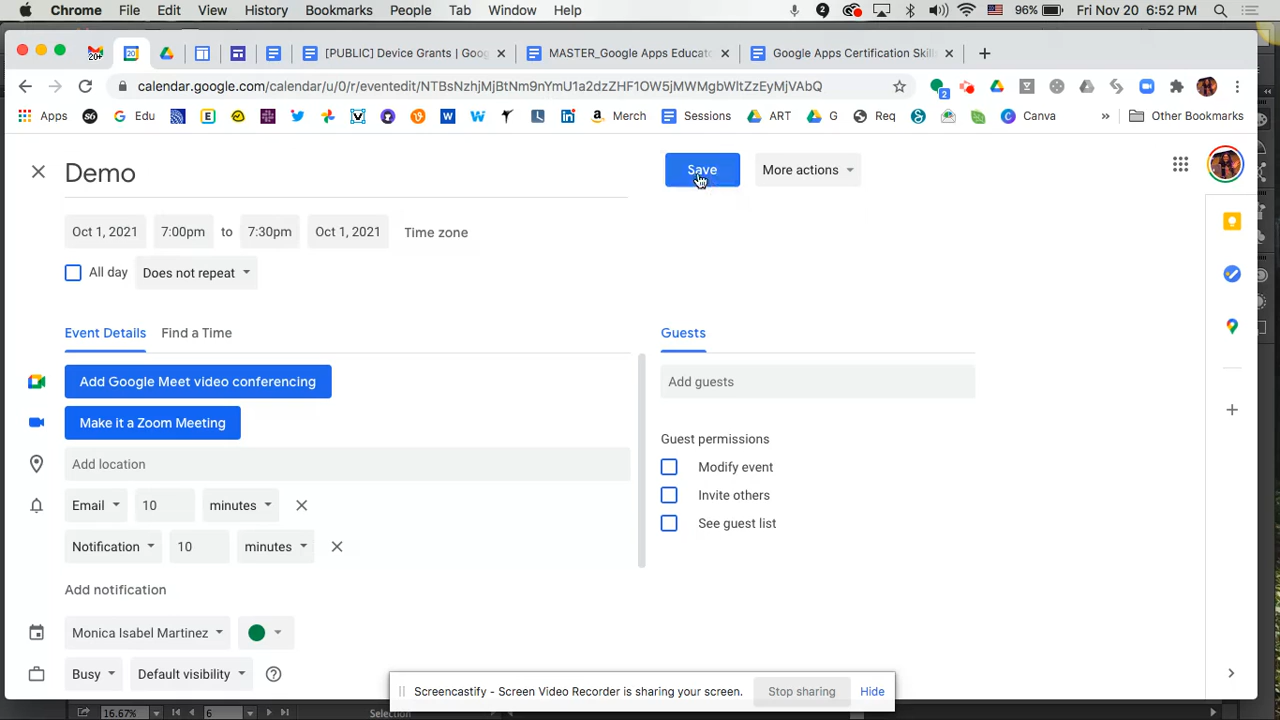 Chrome File Edit View History Bookmarks People Tab Window Help 2 96% Fri Nov 20 6:52 PM
20+ 20 [PUBLIC] Device Grants | Goog MASTER_Google Apps Educat Google Apps Certification Skills
calendar.google.com/calendar/u/0/r/eventedit/NTBsNzhjMjBtNm9nYmU1a2dzZHF1OW5jMWMgbWltZzEyMjVAbQ 2
Apps Edu Merch Sessions ART G Req Canva » Other Bookmarks
Demo Save More actions
Oct 1, 2021 7:00pm to 7:30pm Oct 1, 2021 Time zone
All day Does not repeat
Event Details Find a Time Guests
Add Google Meet video conferencing Add guests
Make it a Zoom Meeting
Guest permissions
Add location Modify event
Email 10 minutes Invite others
See guest list
Notification 10 minutes
Add notification
Monica Isabel Martinez
Busy Default visibility
Screencastify - Screen Video Recorder is sharing your screen. Stop sharing Hide
16.67% 6 Selection